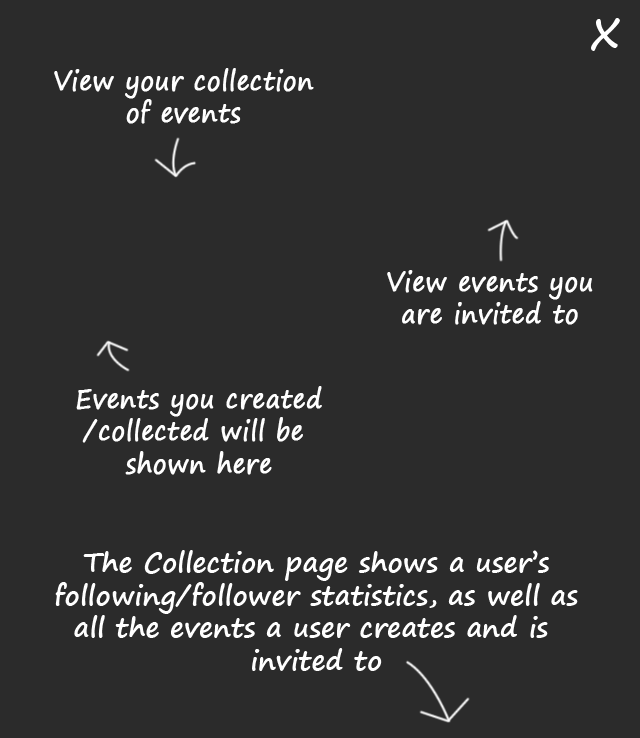 X
View your collection
of events
View events you
are invited to
Events you created
/collected will be
shown here
The Collection page shows a user's
following/follower statistics, as well as
all the events a user creates and is
invited to